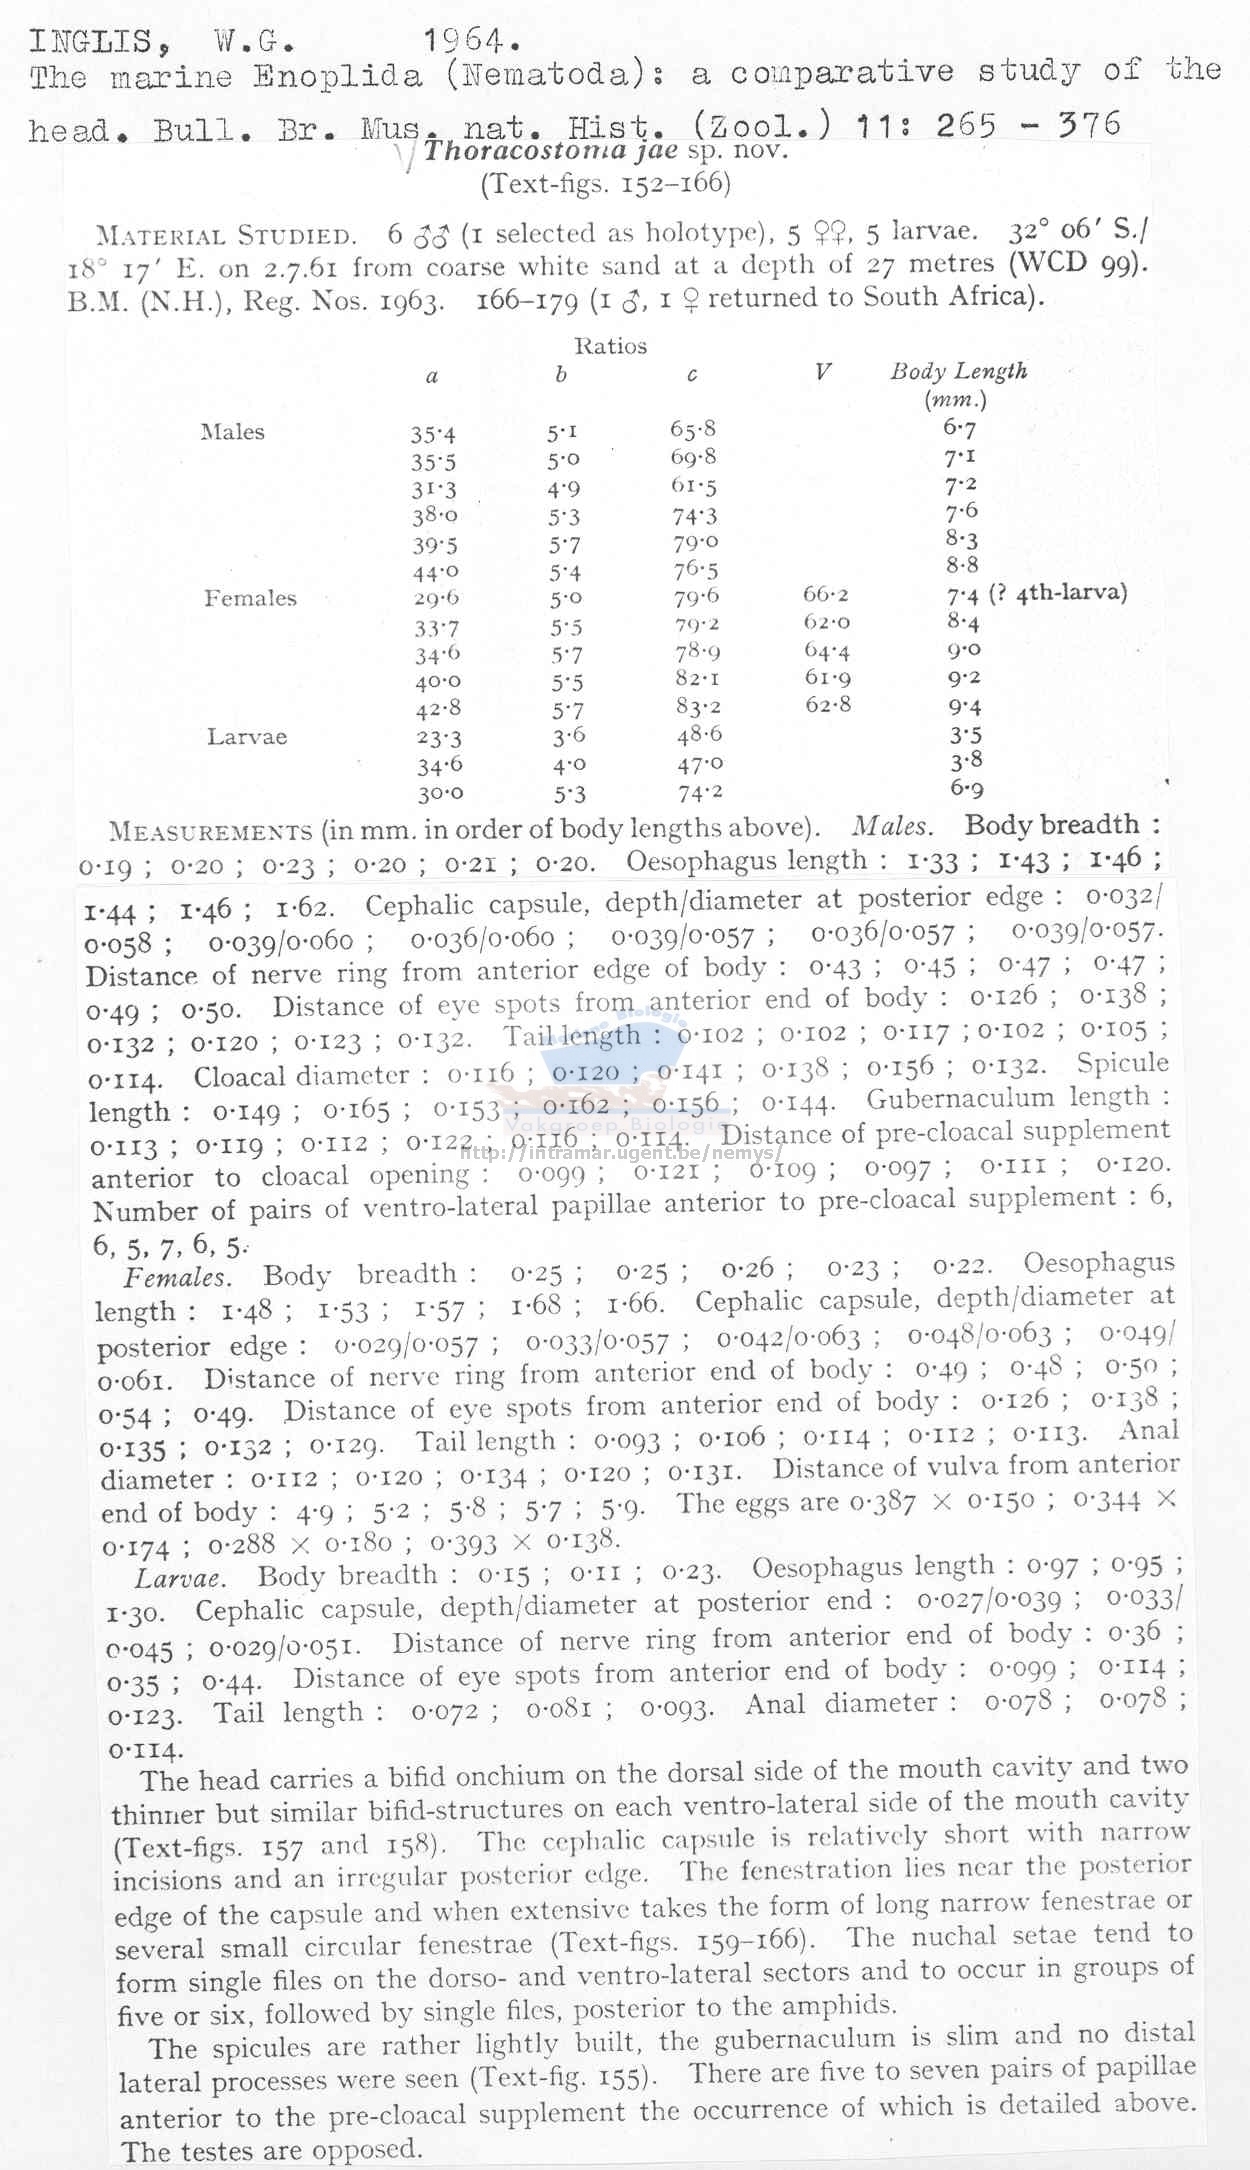 INGLIS, W.G. 1964.
The marine Enoplida (Nematoda): a comparative study of the
head. Bull. Br. Mus. nat. Hist. (Zool.) 11: 265 - 376
Thoracostoma jae sp. nov.
(Text-figs. 152–166)
MATERIAL STUDIED. 6 ♂♂ (1 selected as holotype), 5 ♀♀, 5 larvae. 32° 06′ S./
18° 17′ E. on 2.7.61 from coarse white sand at a depth of 27 metres (WCD 99).
B.M. (N.H.), Reg. Nos. 1963. 166–179 (1 ♂, 1 ♀ returned to South Africa).
Ratios
a b c V Body Length
(mm.)
Males 35·4 5·1 65·8 6·7
35·5 5·0 69·8 7·1
31·3 4·9 61·5 7·2
38·0 5·3 74·3 7·6
39·5 5·7 79·0 8·3
44·0 5·4 76·5 8·8
Females 29·6 5·0 79·6 66·2 7·4 (? 4th-larva)
33·7 5·5 79·2 62·0 8·4
34·6 5·7 78·9 64·4 9·0
40·0 5·5 82·1 61·9 9·2
42·8 5·7 83·2 62·8 9·4
Larvae 23·3 3·6 48·6 3·5
34·6 4·0 47·0 3·8
30·0 5·3 74·2 6·9
MEASUREMENTS (in mm. in order of body lengths above). Males. Body breadth :
0·19 ; 0·20 ; 0·23 ; 0·20 ; 0·21 ; 0·20. Oesophagus length : 1·33 ; 1·43 ; 1·46 ;
1·44 ; 1·46 ; 1·62. Cephalic capsule, depth/diameter at posterior edge : 0·032/
0·058 ; 0·039/0·060 ; 0·036/0·060 ; 0·039/0·057 ; 0·036/0·057 ; 0·039/0·057.
Distance of nerve ring from anterior edge of body : 0·43 ; 0·45 ; 0·47 ; 0·47 ;
0·49 ; 0·50. Distance of eye spots from anterior end of body : 0·126 ; 0·138 ;
0·132 ; 0·120 ; 0·123 ; 0·132. Tail length : 0·102 ; 0·102 ; 0·117 ; 0·102 ; 0·105 ;
0·114. Cloacal diameter : 0·116 ; 0·120 ; 0·141 ; 0·138 ; 0·156 ; 0·132. Spicule
length : 0·149 ; 0·165 ; 0·153 ; 0·162 ; 0·156 ; 0·144. Gubernaculum length :
Vakgroep Biologie
0·113 ; 0·119 ; 0·112 ; 0·122 ; 0·116 ; 0·114. Distance of pre-cloacal supplement
http://intramar.ugent.be/nemys/
anterior to cloacal opening : 0·099 ; 0·121 ; 0·109 ; 0·097 ; 0·111 ; 0·120.
Number of pairs of ventro-lateral papillae anterior to pre-cloacal supplement : 6,
6, 5, 7, 6, 5.
Females. Body breadth : 0·25 ; 0·25 ; 0·26 ; 0·23 ; 0·22. Oesophagus
length : 1·48 ; 1·53 ; 1·57 ; 1·68 ; 1·66. Cephalic capsule, depth/diameter at
posterior edge : 0·029/0·057 ; 0·033/0·057 ; 0·042/0·063 ; 0·048/0·063 ; 0·049/
0·061. Distance of nerve ring from anterior end of body : 0·49 ; 0·48 ; 0·50 ;
0·54 ; 0·49. Distance of eye spots from anterior end of body : 0·126 ; 0·138 ;
0·135 ; 0·132 ; 0·129. Tail length : 0·093 ; 0·106 ; 0·114 ; 0·112 ; 0·113. Anal
diameter : 0·112 ; 0·120 ; 0·134 ; 0·120 ; 0·131. Distance of vulva from anterior
end of body : 4·9 ; 5·2 ; 5·8 ; 5·7 ; 5·9. The eggs are 0·387 × 0·150 ; 0·344 ×
0·174 ; 0·288 × 0·180 ; 0·393 × 0·138.
Larvae. Body breadth : 0·15 ; 0·11 ; 0·23. Oesophagus length : 0·97 ; 0·95 ;
1·30. Cephalic capsule, depth/diameter at posterior end : 0·027/0·039 ; 0·033/
0·045 ; 0·029/0·051. Distance of nerve ring from anterior end of body : 0·36 ;
0·35 ; 0·44. Distance of eye spots from anterior end of body : 0·099 ; 0·114 ;
0·123. Tail length : 0·072 ; 0·081 ; 0·093. Anal diameter : 0·078 ; 0·078 ;
0·114.
The head carries a bifid onchium on the dorsal side of the mouth cavity and two
thinner but similar bifid-structures on each ventro-lateral side of the mouth cavity
(Text-figs. 157 and 158). The cephalic capsule is relatively short with narrow
incisions and an irregular posterior edge. The fenestration lies near the posterior
edge of the capsule and when extensive takes the form of long narrow fenestrae or
several small circular fenestrae (Text-figs. 159–166). The nuchal setae tend to
form single files on the dorso- and ventro-lateral sectors and to occur in groups of
five or six, followed by single files, posterior to the amphids.
The spicules are rather lightly built, the gubernaculum is slim and no distal
lateral processes were seen (Text-fig. 155). There are five to seven pairs of papillae
anterior to the pre-cloacal supplement the occurrence of which is detailed above.
The testes are opposed.